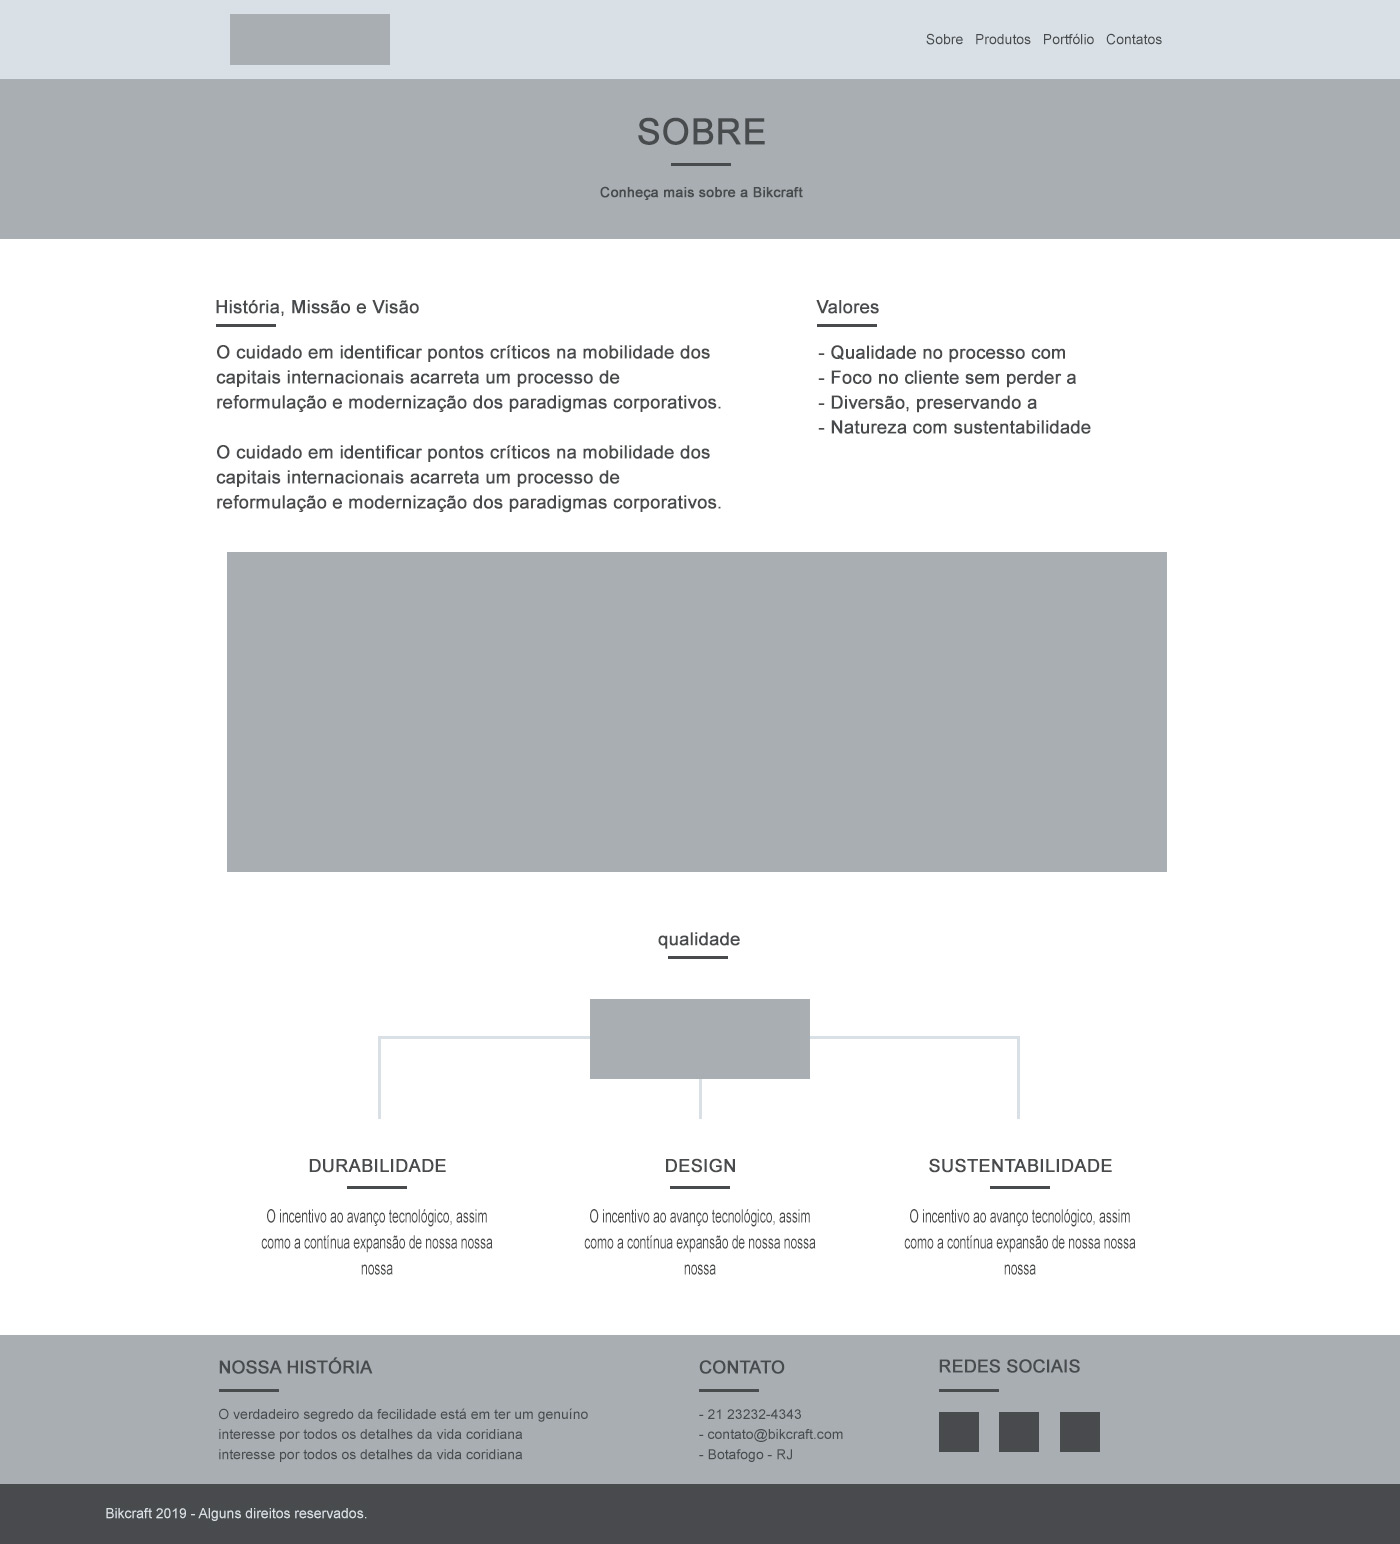 Sobre Produtos Portfólio Contatos
SOBRE
Conheça mais sobre a Bikcraft
História, Missão e Visão
O cuidado em identificar pontos críticos na mobilidade dos
capitais internacionais acarreta um processo de
reformulação e modernização dos paradigmas corporativos.
O cuidado em identificar pontos críticos na mobilidade dos
capitais internacionais acarreta um processo de
reformulação e modernização dos paradigmas corporativos.
Valores
- Qualidade no processo com
- Foco no cliente sem perder a
- Diversão, preservando a
- Natureza com sustentabilidade
qualidade
DURABILIDADE
O incentivo ao avanço tecnológico, assim
como a contínua expansão de nossa nossa
nossa
DESIGN
O incentivo ao avanço tecnológico, assim
como a contínua expansão de nossa nossa
nossa
SUSTENTABILIDADE
O incentivo ao avanço tecnológico, assim
como a contínua expansão de nossa nossa
nossa
NOSSA HISTÓRIA
O verdadeiro segredo da fecilidade está em ter um genuíno
interesse por todos os detalhes da vida coridiana
interesse por todos os detalhes da vida coridiana
CONTATO
- 21 23232-4343
- contato@bikcraft.com
- Botafogo - RJ
REDES SOCIAIS
Bikcraft 2019 - Alguns direitos reservados.